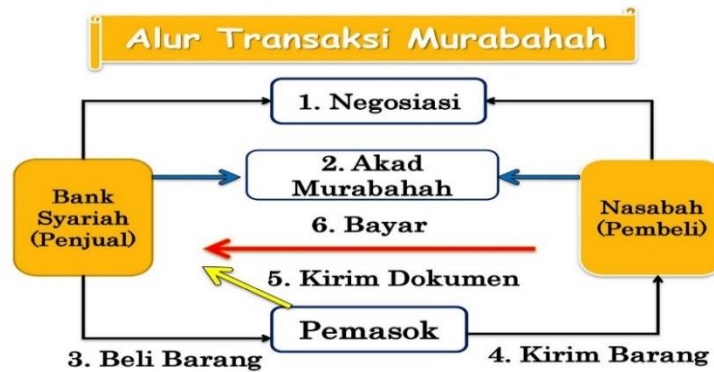 Alur Transaksi Murabahah
1. Negosiasi
2. Akad
Murabahah
Bank
Syariah
(Penjual)
Nasabah
(Pembeli)
6. Bayar
5. Kirim Dokumen
Pemasok
3. Beli Barang
4. Kirim Barang